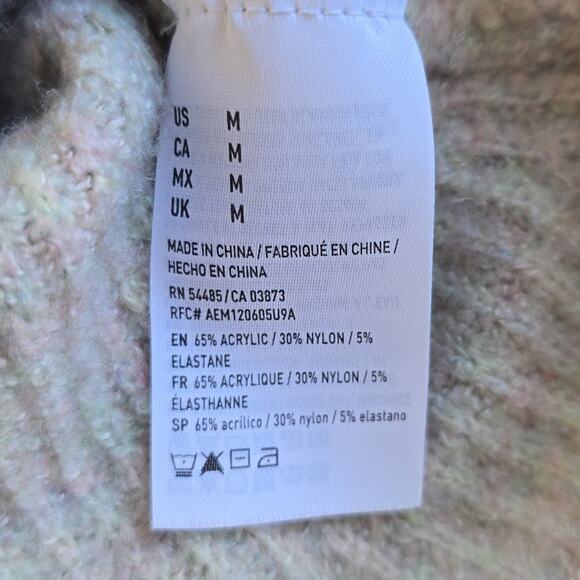 US M
CA M
MX M
UK M
MADE IN CHINA / FABRIQUÉ EN CHINE /
HECHO EN CHINA
RN 54485 / CA 03873
RFC# AEM120605U9A
EN 65% ACRYLIC / 30% NYLON / 5%
ELASTANE
FR 65% ACRYLIQUE / 30% NYLON / 5%
ÉLASTHANNE
SP 65% acrílico / 30% nylon / 5% elastano